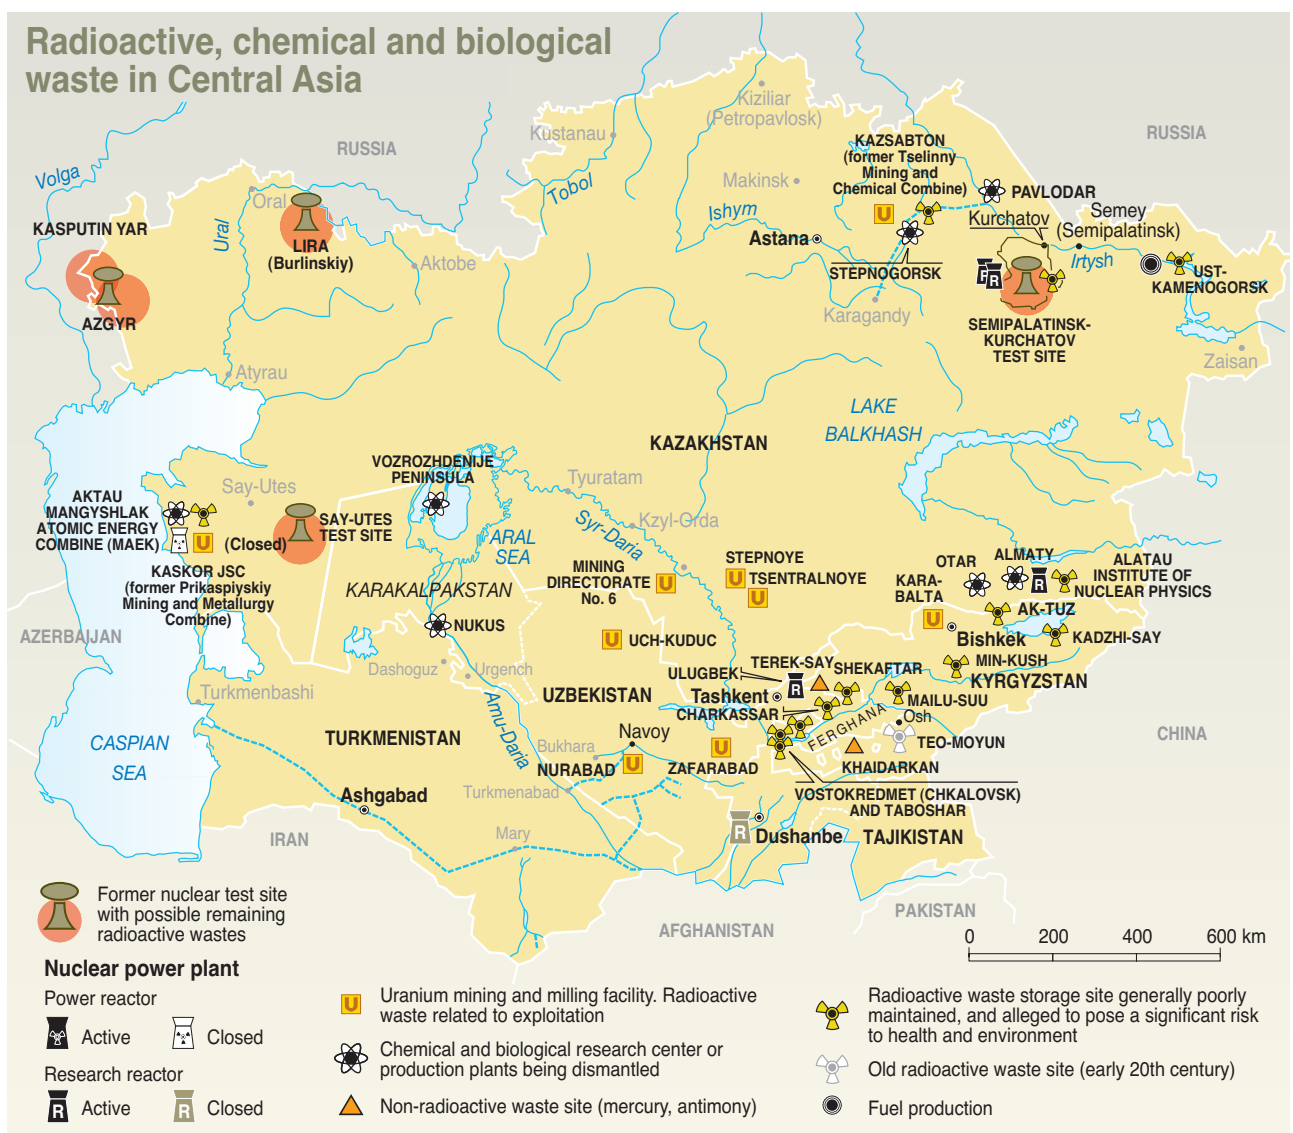 Radioactive, chemical and biological
waste in Central Asia
RUSSIA
RUSSIA
Kiziliar
(Petropavlosk)
Kustanau
Volga
Tobol
Makinsk
Ishym
Astana
KAZSABTON
(former Tselinny
Mining and
Chemical Combine)
U
PAVLODAR
Kurchatov
Semey
(Semipalatinsk)
Irtysh
UST-
KAMENOGORSK
STEPNOGORSK
Karagandy
R
R
SEMIPALATINSK-
KURCHATOV
TEST SITE
Zaisan
KASPUTIN YAR
Oral
Ural
LIRA
(Burlinskiy)
Aktobe
AZGYR
Atyrau
LAKE
BALKHASH
KAZAKHSTAN
VOZROZHDENIJE
PENINSULA
Tyuratam
Say-Utes
AKTAU
MANGYSHLAK
ATOMIC ENERGY
COMBINE (MAEK)
U
(Closed)
SAY-UTES
TEST SITE
KASKOR JSC
(former Prikaspiyskiy
Mining and Metallurgy
Combine)
ARAL
SEA
Syr-Daria
Kzyl-Orda
KARAKALPAKSTAN
MINING
DIRECTORATE
No. 6
U
STEPNOYE
U
TSENTRALNOYE
U
OTAR
ALMATY
R
ALATAU
INSTITUTE OF
NUCLEAR PHYSICS
KARA-
BALTA
U
AK-TUZ
Bishkek
KADZHI-SAY
MIN-KUSH
KYRGYZSTAN
AZERBAIJAN
NUKUS
U
UCH-KUDUC
Dashoguz
Urgench
ULUGBEK
TEREK-SAY
SHEKAFTAR
R
Tashkent
CHARKASSAR
MAILU-SUU
Osh
FERGHANA
TEO-MOYUN
KHAIDARKAN
CHINA
Turkmenbashi
UZBEKISTAN
Amu-Daria
CASPIAN
SEA
TURKMENISTAN
Navoy
Bukhara
NURABAD
U
U
ZAFARABAD
Turkmenabad
VOSTOKREDMET (CHKALOVSK)
AND TABOSHAR
Ashgabad
Mary
R
Dushanbe
TAJIKISTAN
IRAN
AFGHANISTAN
PAKISTAN
0 200 400 600 km
Former nuclear test site
with possible remaining
radioactive wastes
Nuclear power plant
Power reactor
Active
Closed
Research reactor
R
Active
R
Closed
U
Uranium mining and milling facility. Radioactive
waste related to exploitation
Chemical and biological research center or
production plants being dismantled
Non-radioactive waste site (mercury, antimony)
Radioactive waste storage site generally poorly
maintained, and alleged to pose a significant risk
to health and environment
Old radioactive waste site (early 20th century)
Fuel production